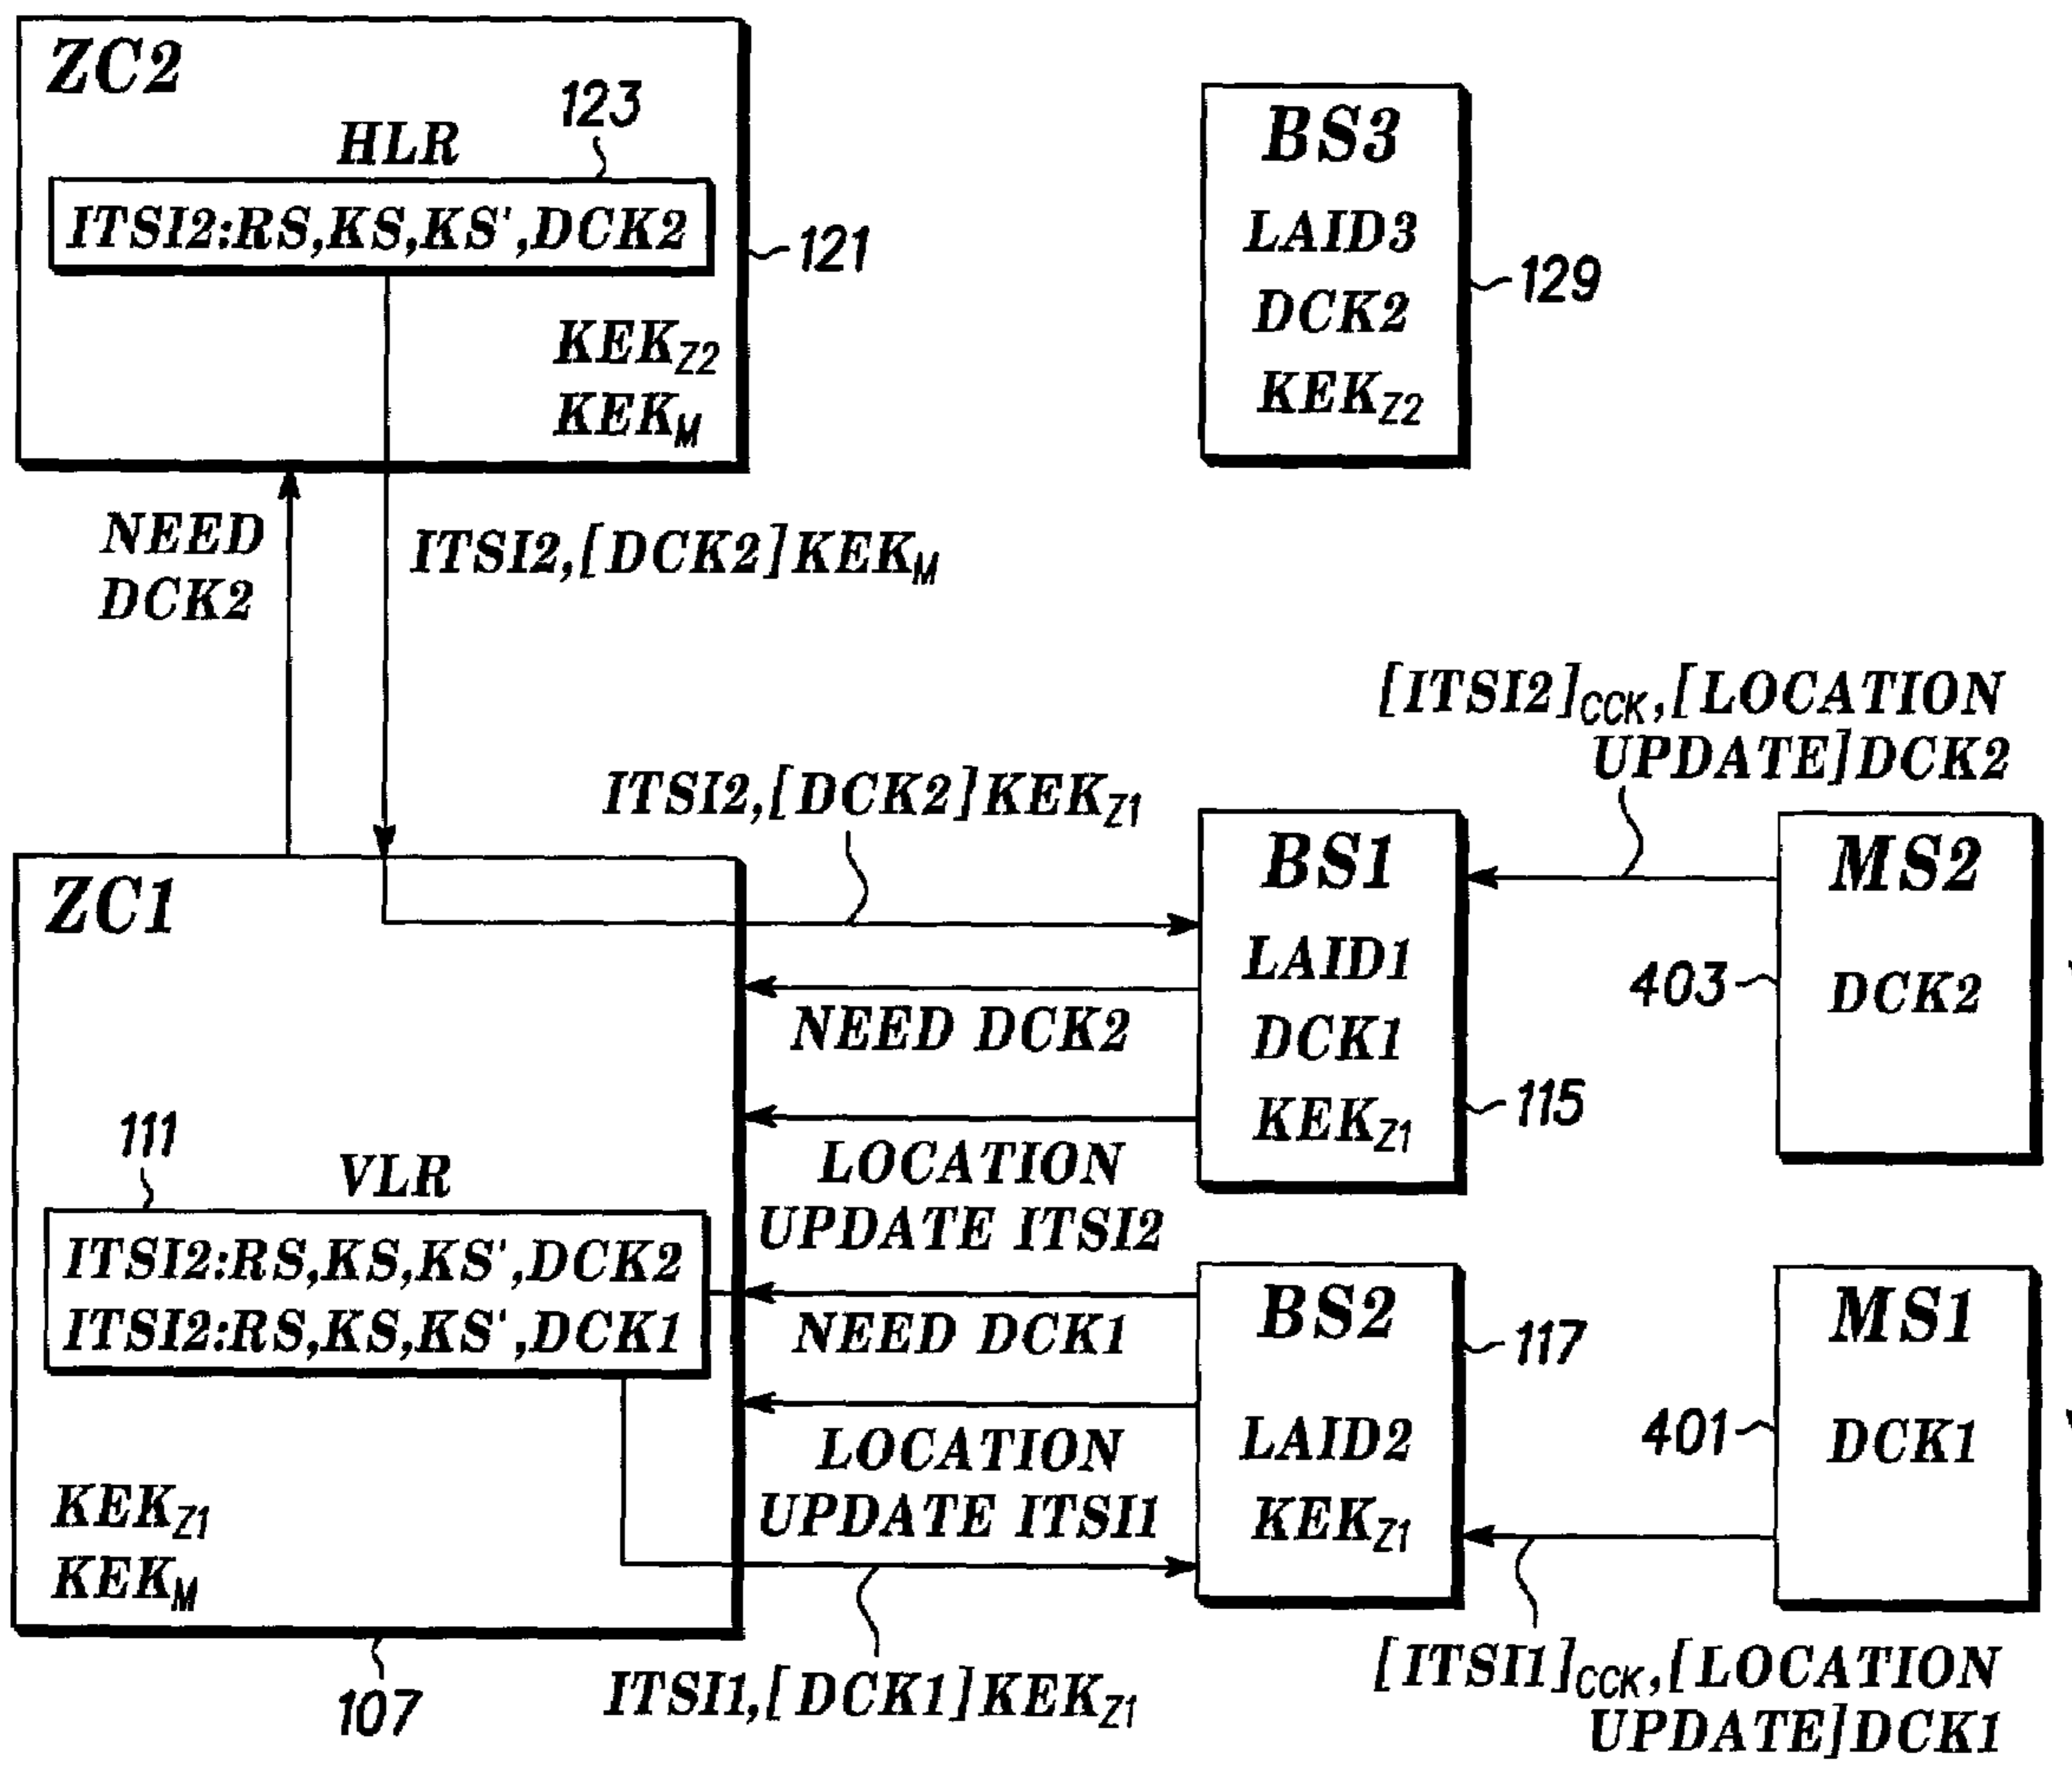 ZC2
HLR
123
ITSI2:RS,KS,KS',DCK2
121
KEKZ2
KEKM
BS3
LAID3
DCK2
KEKZ2
129
NEED
DCK2
ITSI2,[DCK2]KEKM
[ITSI2]CCK,[LOCATION
UPDATE]DCK2
ITSI2,[DCK2]KEKZ1
ZC1
BS1
LAID1
DCK1
KEKZ1
115
MS2
403
DCK2
NEED DCK2
LOCATION
UPDATE ITSI2
111
VLR
ITSI2:RS,KS,KS',DCK2
ITSI2:RS,KS,KS',DCK1
NEED DCK1
LOCATION
UPDATE ITSI1
BS2
117
LAID2
KEKZ1
MS1
401
DCK1
KEKZ1
KEKM
107
ITSI1,[DCK1]KEKZ1
[ITSI1]CCK,[LOCATION
UPDATE]DCK1